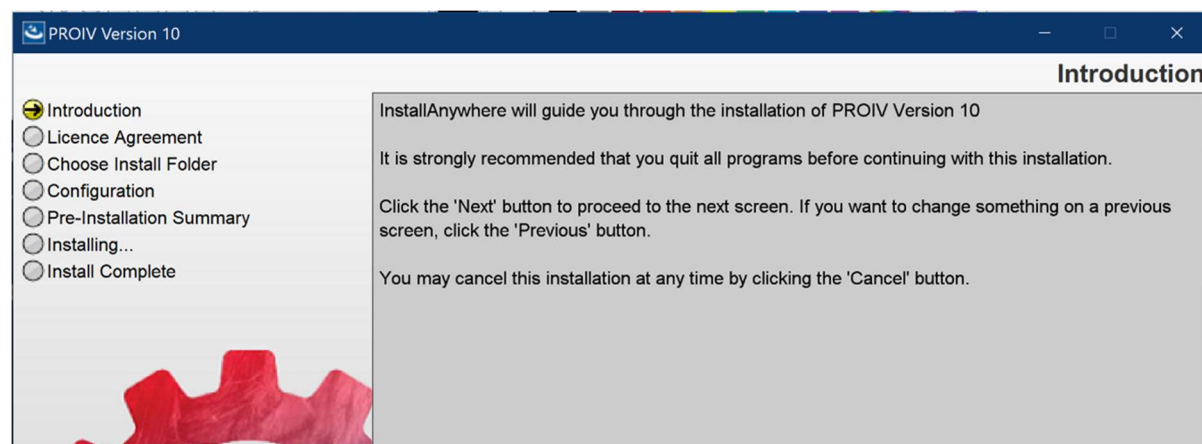 PROIV Version 10
Introduction
Introduction
Licence Agreement
Choose Install Folder
Configuration
Pre-Installation Summary
Installing...
Install Complete
InstallAnywhere will guide you through the installation of PROIV Version 10
It is strongly recommended that you quit all programs before continuing with this installation.
Click the 'Next' button to proceed to the next screen. If you want to change something on a previous
screen, click the 'Previous' button.
You may cancel this installation at any time by clicking the 'Cancel' button.